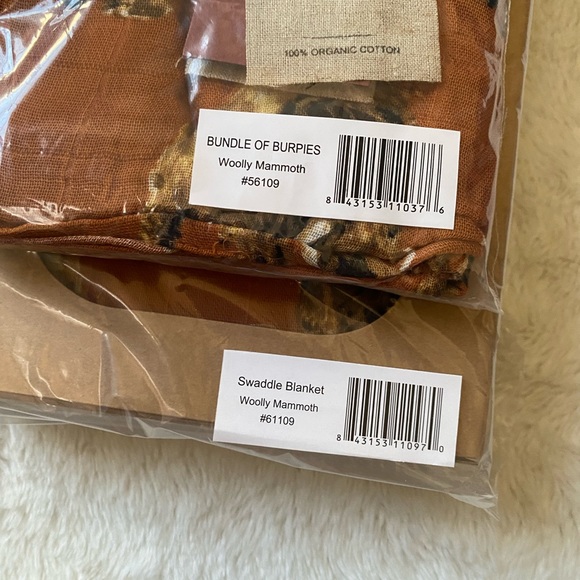 100% ORGANIC COTTON
BUNDLE OF BURPIES
Woolly Mammoth
#56109
8 43153 11037 6
Swaddle Blanket
Woolly Mammoth
#61109
8 43153 11097 0